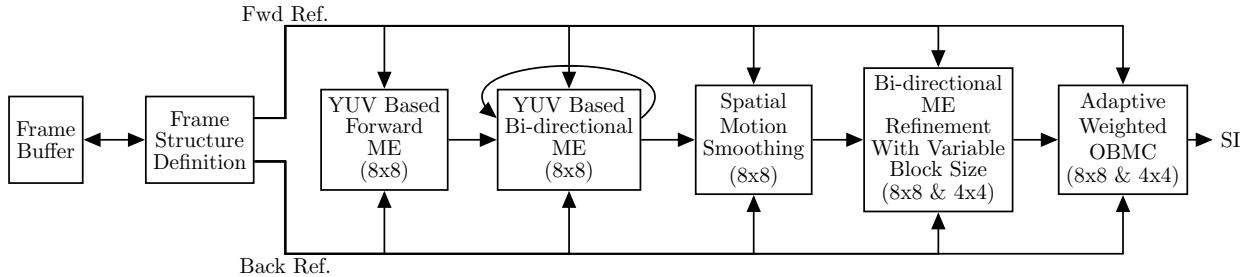 Fwd Ref.
Frame
Buffer
Frame
Structure
Definition
YUV Based
Forward
ME
(8x8)
YUV Based
Bi-directional
ME
(8x8)
Spatial
Motion
Smoothing
(8x8)
Bi-directional
ME
Refinement
With Variable
Block Size
(8x8 & 4x4)
Adaptive
Weighted
OBMC
(8x8 & 4x4)
SI
Back Ref.